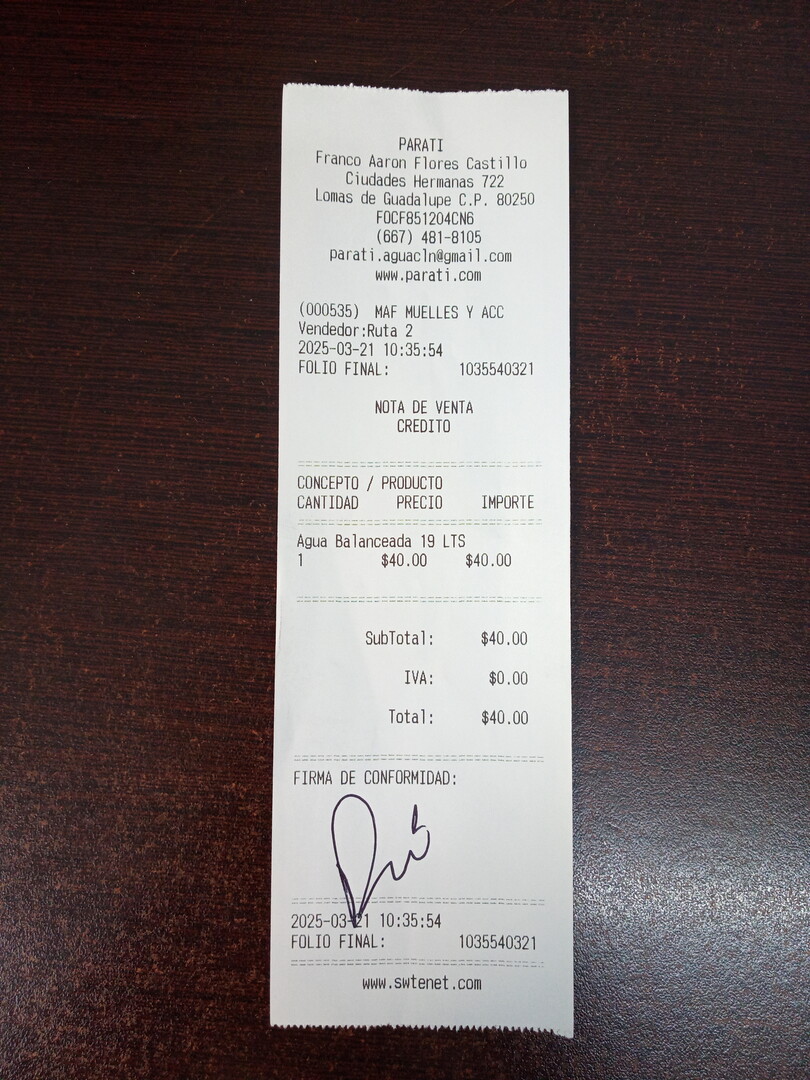 PARATI
Franco Aaron Flores Castillo
Ciudades Hermanas 722
Lomas de Guadalupe C.P. 80250
FOCF851204CN6
(667) 481-8105
parati.aguacln@gmail.com
www.parati.com
(000535) MAF MUELLES Y ACC
Vendedor:Ruta 2
2025-03-21 10:35:54
FOLIO FINAL: 1035540321
NOTA DE VENTA
CREDITO
CONCEPTO / PRODUCTO
CANTIDAD PRECIO IMPORTE
Agua Balanceada 19 LTS
1 $40.00 $40.00
SubTotal: $40.00
IVA: $0.00
Total: $40.00
FIRMA DE CONFORMIDAD:
2025-03-21 10:35:54
FOLIO FINAL: 1035540321
www.swtenet.com